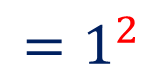 = 1²